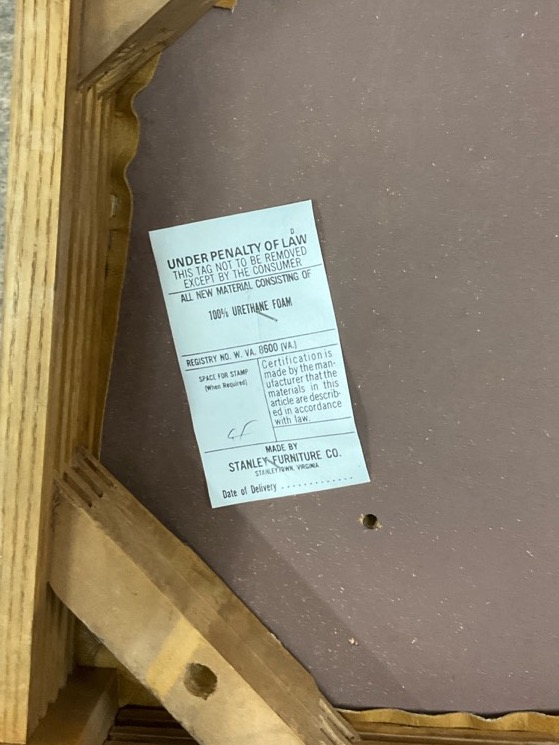 UNDER PENALTY OF LAW
THIS TAG NOT TO BE REMOVED
EXCEPT BY THE CONSUMER
ALL NEW MATERIAL CONSISTING OF
100% URETHANE FOAM
REGISTRY NO. W. VA. 8600 (VA.)
SPACE FOR STAMP
(When Required)
Certification is
made by the man-
ufacturer that the
materials in this
article are describ-
ed in accordance
with law.
MADE BY
STANLEY FURNITURE CO.
STANLEYTOWN, VIRGINIA
Date of Delivery .............